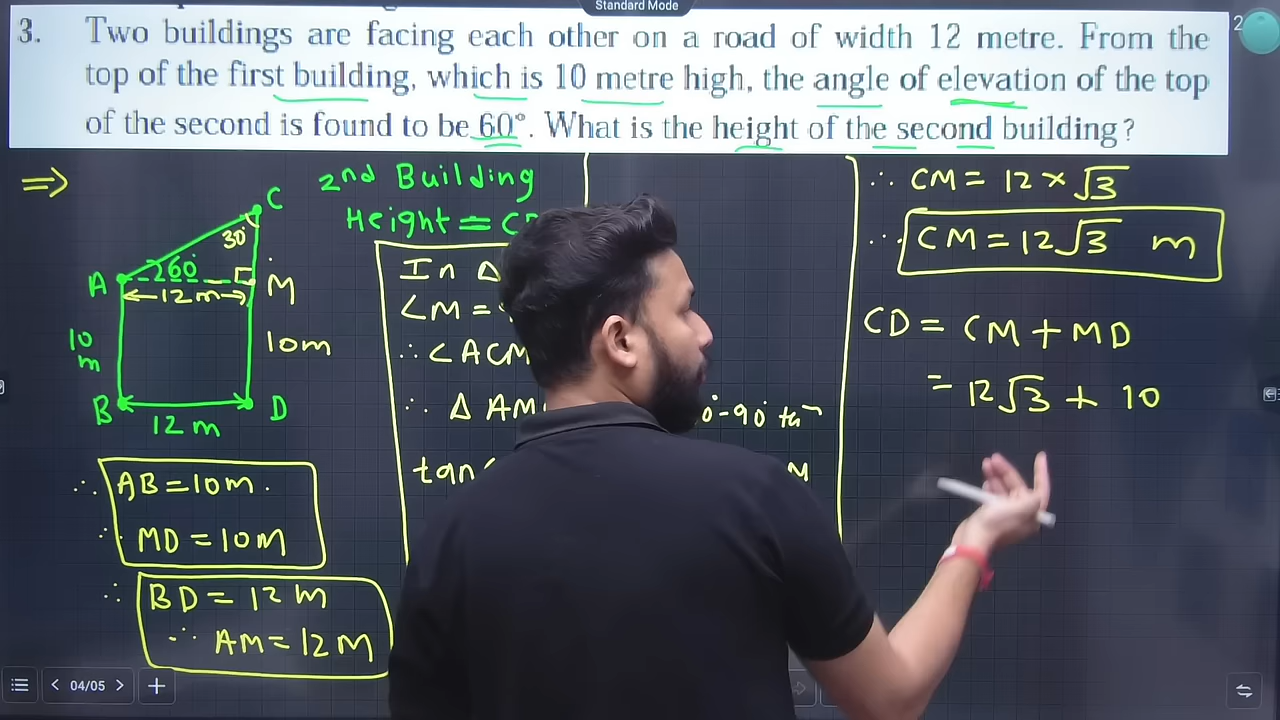 Standard Mode
3. Two buildings are facing each other on a road of width 12 metre. From the
top of the first building, which is 10 metre high, the angle of elevation of the top
of the second is found to be 60°. What is the height of the second building?
2
⇒
2nd Building
Height =
C
30°
60°
A
M
12 m
10
m
10m
B
D
12 m
∴ AB = 10m.
∴ MD = 10m
∴ BD = 12 m
∴ AM = 12 M
In Δ
∠M =
∴ ∠ACM
∴ Δ AM
-90°
tan
∴ CM = 12 × √3
∴ CM = 12√3 m
CD = CM + MD
= 12√3 + 10
04/05